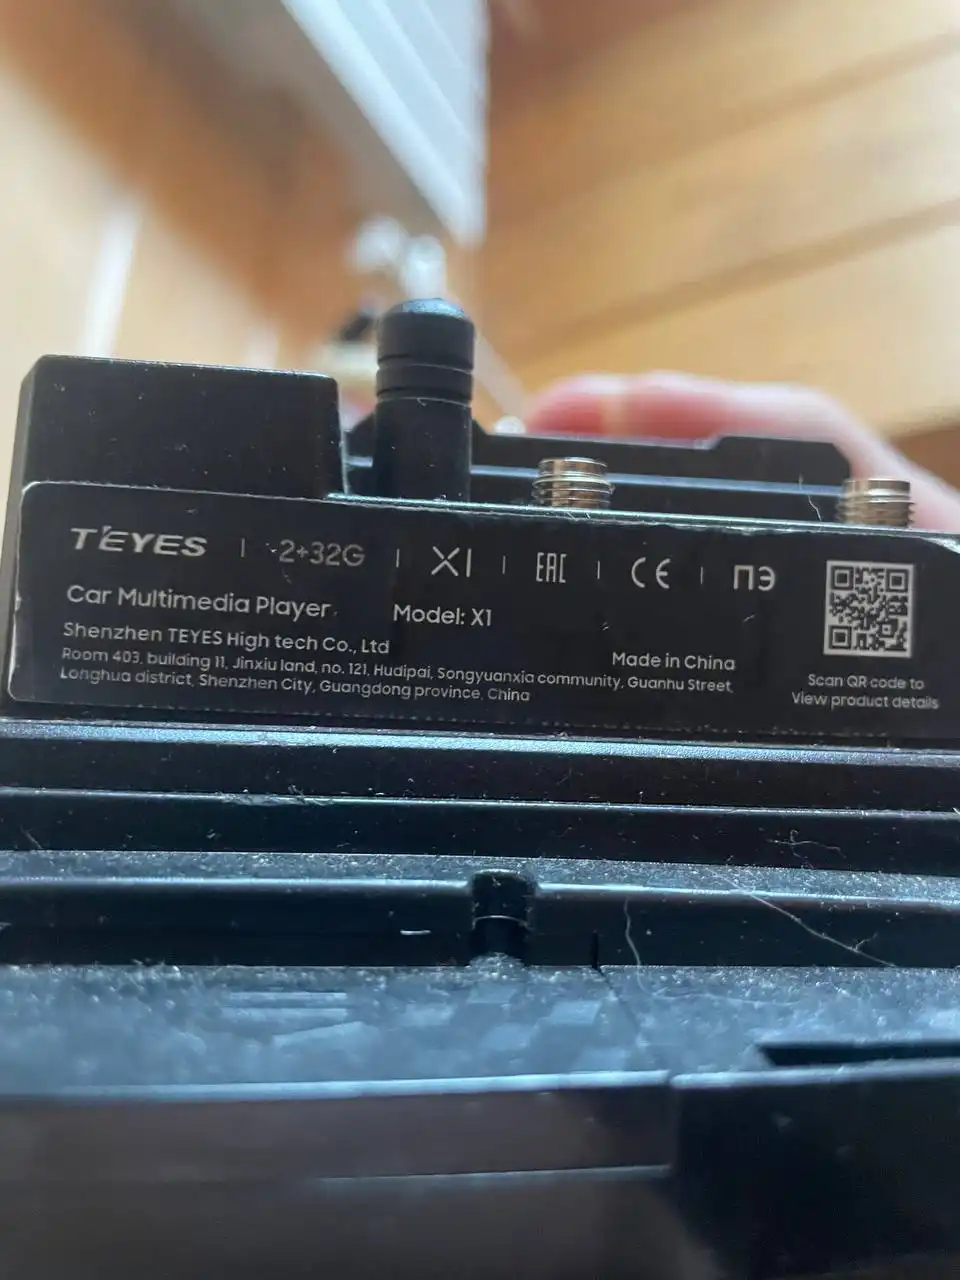 TEYES | 2+32G | X1 | EAC | CE | ПЭ
Car Multimedia Player
Model: X1
Shenzhen TEYES High tech Co., Ltd
Room 403, building 11, Jinxiu land, no. 121, Hudipai, Songyuanxia community, Guanhu Street,
Longhua district, Shenzhen City, Guangdong province, China
Made in China
Scan QR code to
View product details